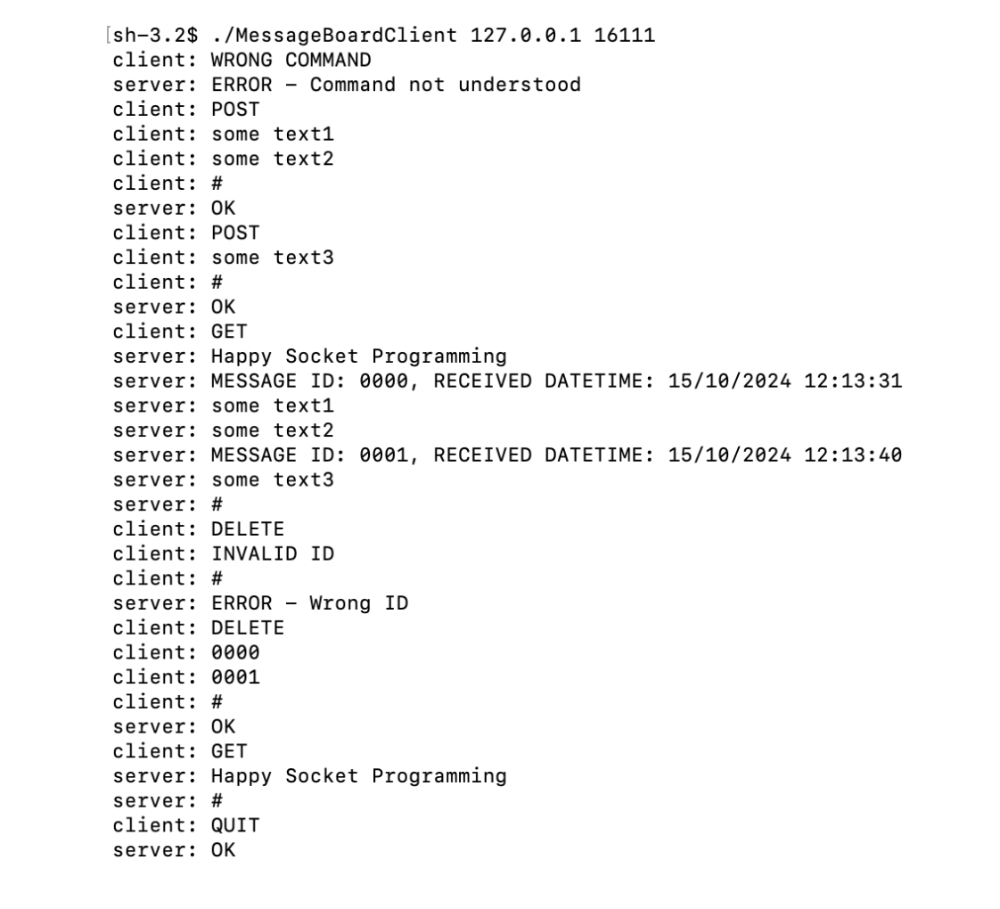 [sh-3.2$ ./MessageBoardClient 127.0.0.1 16111
client: WRONG COMMAND
server: ERROR - Command not understood
client: POST
client: some text1
client: some text2
client: #
server: OK
client: POST
client: some text3
client: #
server: OK
client: GET
server: Happy Socket Programming
server: MESSAGE ID: 0000, RECEIVED DATETIME: 15/10/2024 12:13:31
server: some text1
server: some text2
server: MESSAGE ID: 0001, RECEIVED DATETIME: 15/10/2024 12:13:40
server: some text3
server: #
client: DELETE
client: INVALID ID
client: #
server: ERROR - Wrong ID
client: DELETE
client: 0000
client: 0001
client: #
server: OK
client: GET
server: Happy Socket Programming
server: #
client: QUIT
server: OK